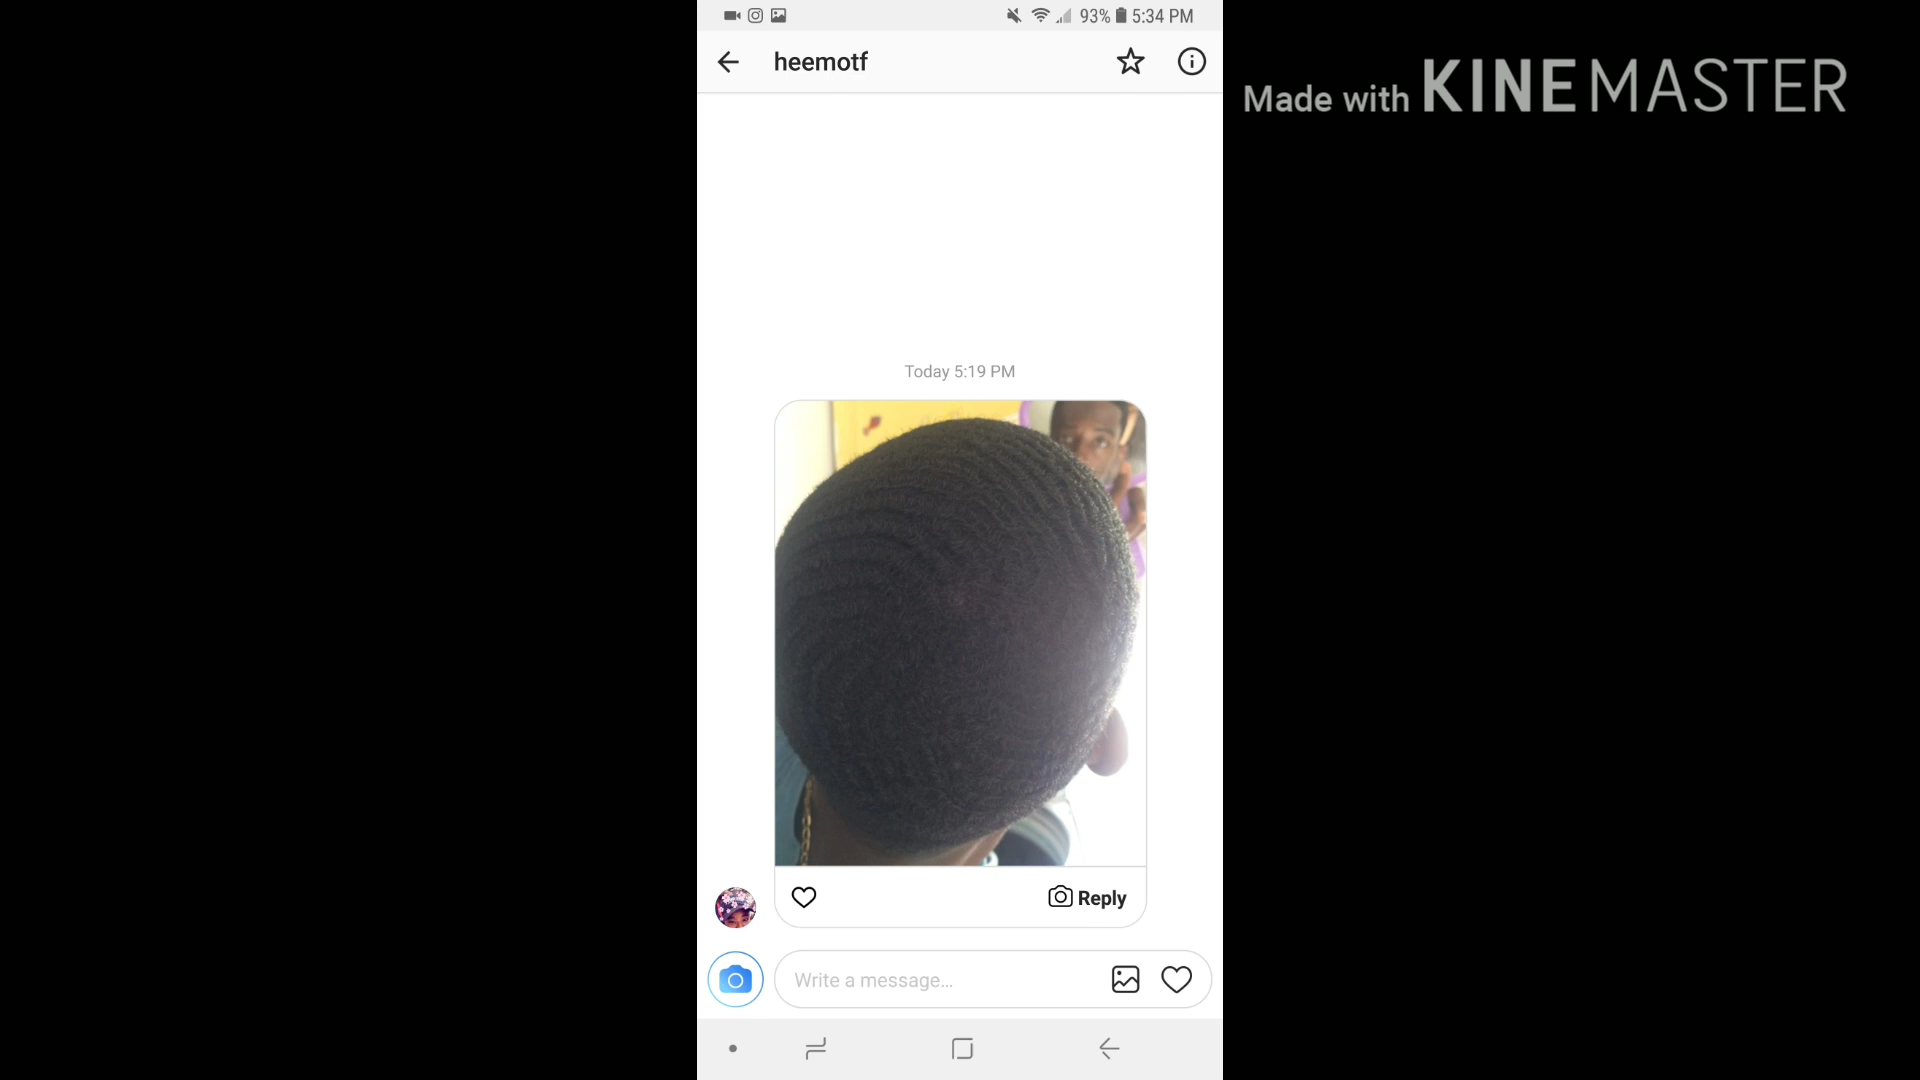 93% 5:34 PM
heemotf
Made with KINEMASTER
Today 5:19 PM
Reply
Write a message...